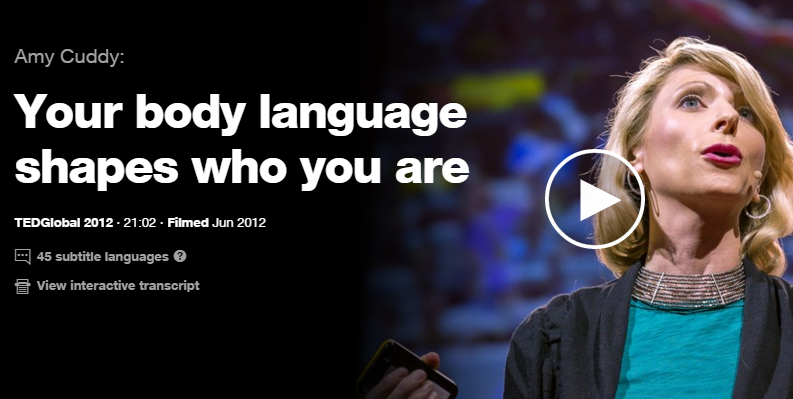 Amy Cuddy:
Your body language
shapes who you are
TEDGlobal 2012 · 21:02 · Filmed Jun 2012
45 subtitle languages ?
View interactive transcript